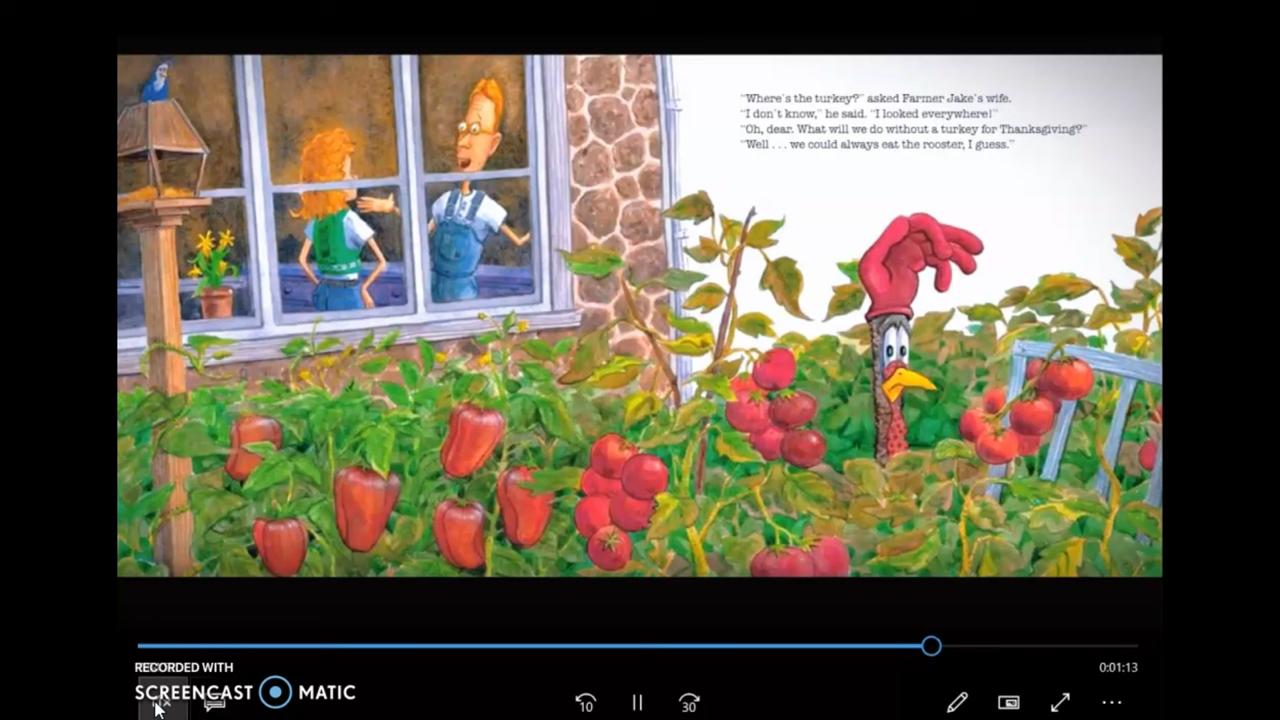 "Where's the turkey?" asked Farmer Jake's wife.
"I don't know," he said. "I looked everywhere!"
"Oh, dear. What will we do without a turkey for Thanksgiving?"
"Well . . . we could always eat the rooster, I guess."
RECORDED WITH
0:01:13
SCREENCAST MATIC
10
30